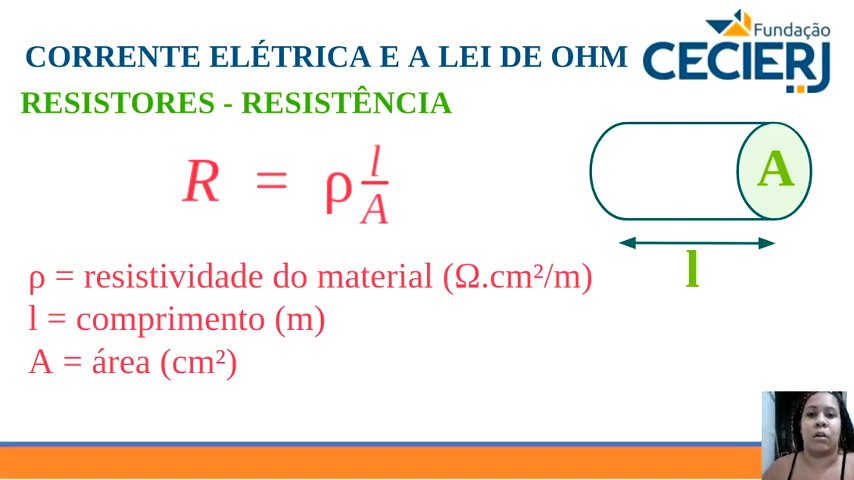 Fundação
CECIERJ
CORRENTE ELÉTRICA E A LEI DE OHM
RESISTORES - RESISTÊNCIA
R = ρ l/A
A
l
ρ = resistividade do material (Ω.cm²/m)
l = comprimento (m)
A = área (cm²)